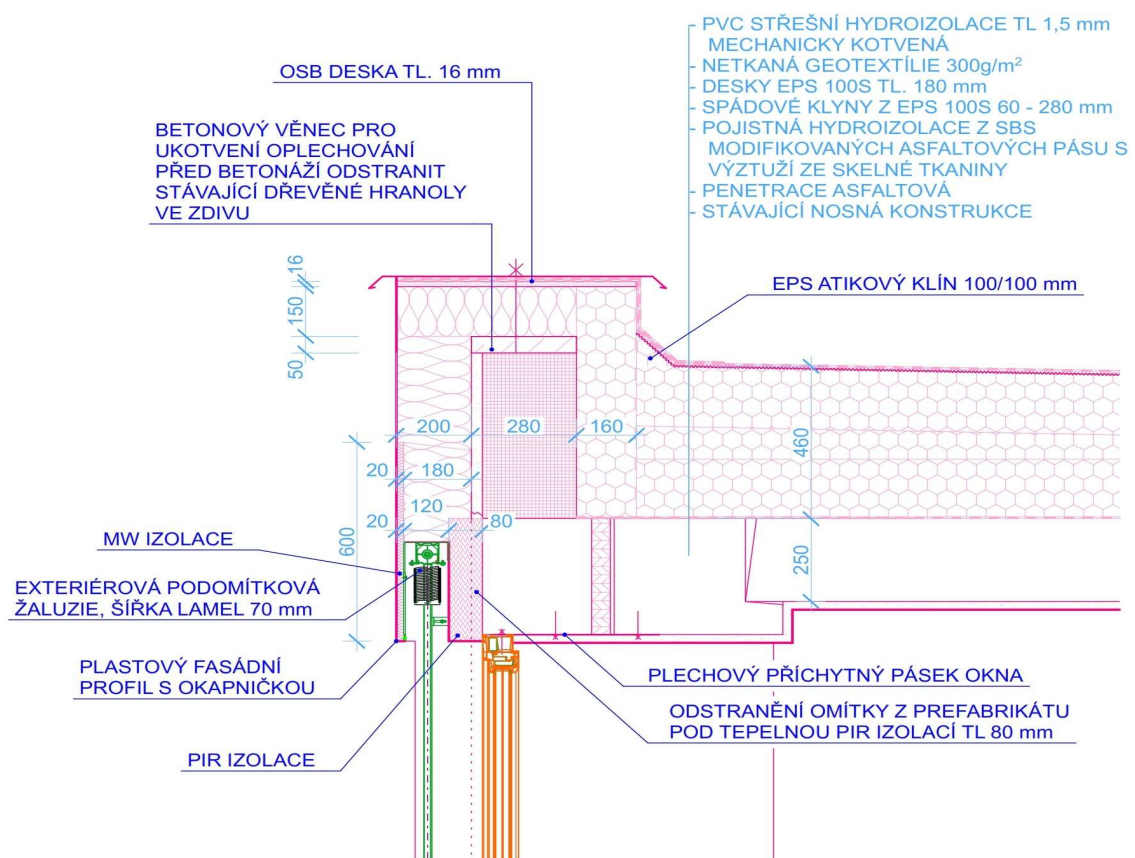 - PVC STŘEŠNÍ HYDROIZOLACE TL 1,5 mm
MECHANICKY KOTVENÁ
- NETKANÁ GEOTEXTÍLIE 300g/m²
- DESKY EPS 100S TL. 180 mm
- SPÁDOVÉ KLYNY Z EPS 100S 60 - 280 mm
- POJISTNÁ HYDROIZOLACE Z SBS
MODIFIKOVANÝCH ASFALTOVÝCH PÁSU S
VÝZTUŽÍ ZE SKELNÉ TKANINY
- PENETRACE ASFALTOVÁ
- STÁVAJÍCÍ NOSNÁ KONSTRUKCE
OSB DESKA TL. 16 mm
BETONOVÝ VĚNEC PRO
UKOTVENÍ OPLECHOVÁNÍ
PŘED BETONÁŽÍ ODSTRANIT
STÁVAJÍCÍ DŘEVĚNÉ HRANOLY
VE ZDIVU
EPS ATIKOVÝ KLÍN 100/100 mm
16
150
50
200
280
160
460
20
180
120
20
80
600
250
MW IZOLACE
EXTERIÉROVÁ PODOMÍTKOVÁ
ŽALUZIE, ŠÍŘKA LAMEL 70 mm
PLASTOVÝ FASÁDNÍ
PROFIL S OKAPNIČKOU
PIR IZOLACE
PLECHOVÝ PŘÍCHYTNÝ PÁSEK OKNA
ODSTRANĚNÍ OMÍTKY Z PREFABRIKÁTU
POD TEPELNOU PIR IZOLACÍ TL 80 mm